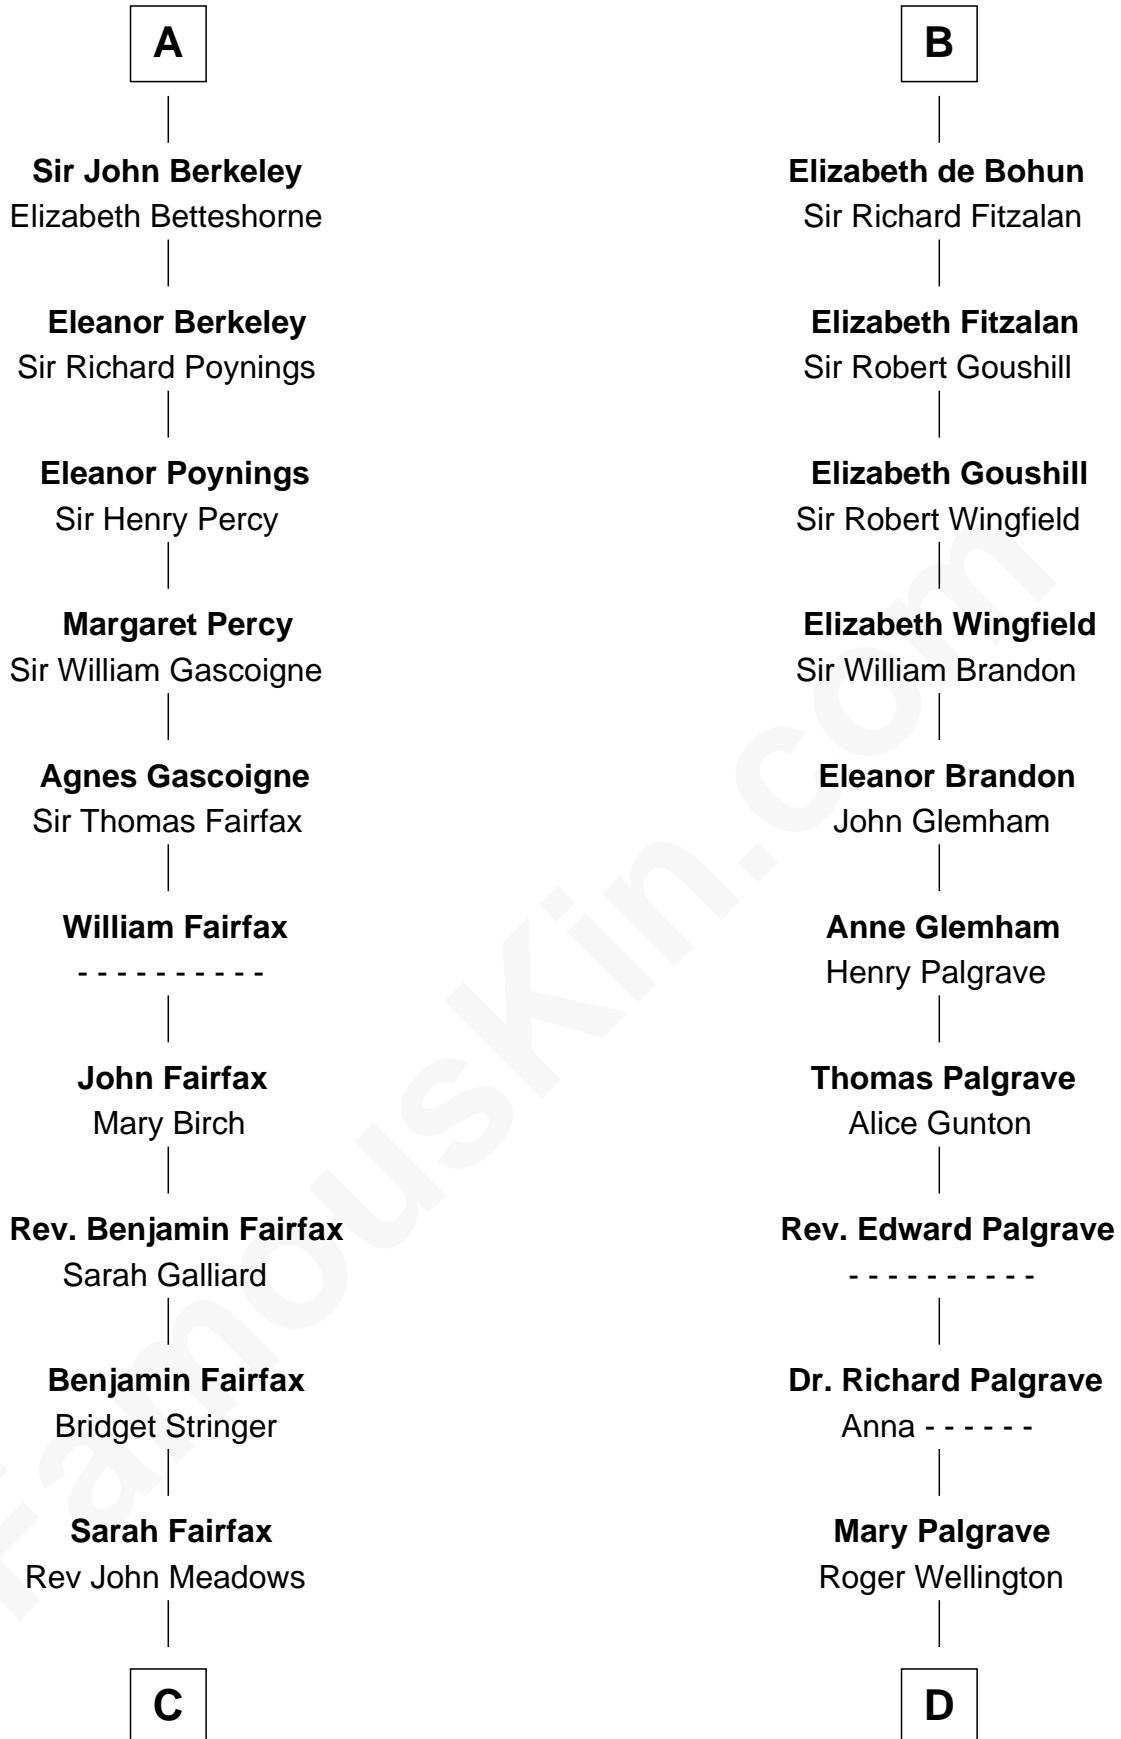 A
Sir John Berkeley
Elizabeth Betteshorne
Eleanor Berkeley
Sir Richard Poynings
Eleanor Poynings
Sir Henry Percy
Margaret Percy
Sir William Gascoigne
Agnes Gascoigne
Sir Thomas Fairfax
William Fairfax
- - - - - - - - - -
John Fairfax
Mary Birch
Rev. Benjamin Fairfax
Sarah Galliard
Benjamin Fairfax
Bridget Stringer
Sarah Fairfax
Rev John Meadows
C
B
Elizabeth de Bohun
Sir Richard Fitzalan
Elizabeth Fitzalan
Sir Robert Goushill
Elizabeth Goushill
Sir Robert Wingfield
Elizabeth Wingfield
Sir William Brandon
Eleanor Brandon
John Glemham
Anne Glemham
Henry Palgrave
Thomas Palgrave
Alice Gunton
Rev. Edward Palgrave
- - - - - - - - - -
Dr. Richard Palgrave
Anna - - - - - -
Mary Palgrave
Roger Wellington
D
FamousKin.com